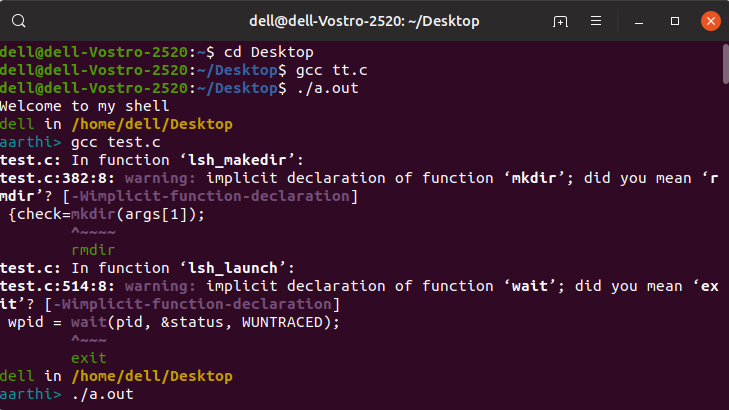 dell@dell-Vostro-2520: ~/Desktop
dell@dell-Vostro-2520:~$ cd Desktop
dell@dell-Vostro-2520:~/Desktop$ gcc tt.c
dell@dell-Vostro-2520:~/Desktop$ ./a.out
Welcome to my shell
dell in /home/dell/Desktop
aarthi> gcc test.c
test.c: In function ‘lsh_makedir’:
test.c:382:8: warning: implicit declaration of function ‘mkdir’; did you mean ‘r
mdir’? [-Wimplicit-function-declaration]
 {check=mkdir(args[1]);
        ^~~~~
        rmdir
test.c: In function ‘lsh_launch’:
test.c:514:8: warning: implicit declaration of function ‘wait’; did you mean ‘ex
it’? [-Wimplicit-function-declaration]
 wpid = wait(pid, &status, WUNTRACED);
        ^~~~
        exit
dell in /home/dell/Desktop
aarthi> ./a.out